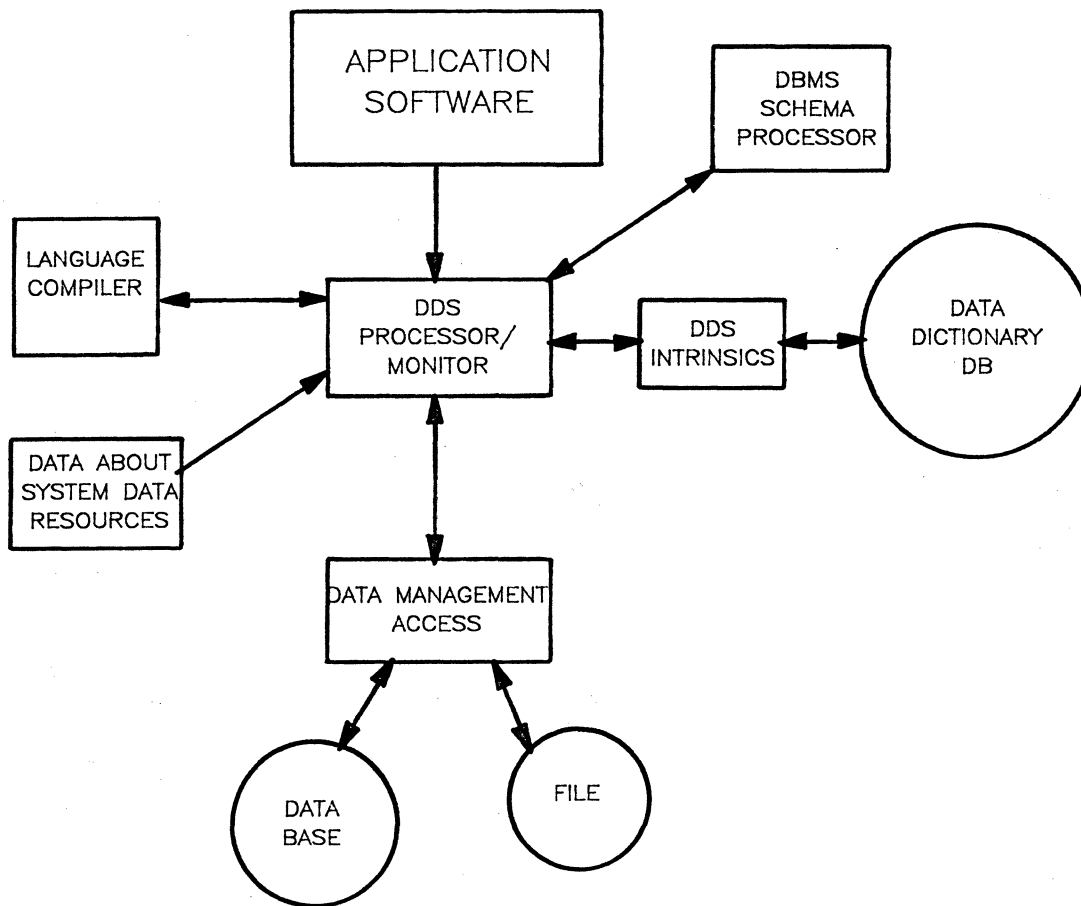 APPLICATION
SOFTWARE
DBMS
SCHEMA
PROCESSOR
LANGUAGE
COMPILER
DDS
PROCESSOR/
MONITOR
DDS
INTRINSICS
DATA
DICTIONARY
DB
DATA ABOUT
SYSTEM DATA
RESOURCES
DATA MANAGEMENT
ACCESS
DATA
BASE
FILE